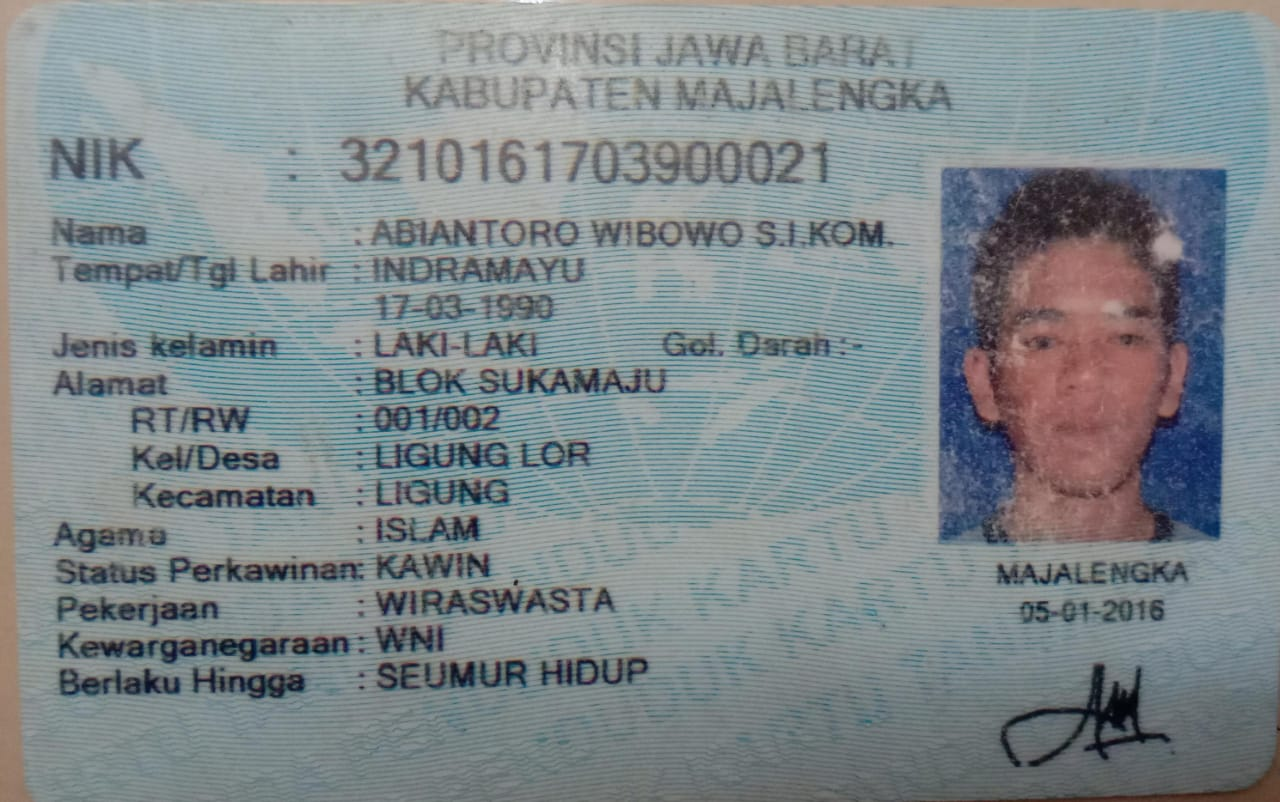 PROVINSI JAWA BARAT
KABUPATEN MAJALENGKA
NIK : 3210161703900021
Nama : ABIANTORO WIBOWO S.I.KOM.
Tempat/Tgl Lahir : INDRAMAYU
17-03-1990
Jenis kelamin : LAKI-LAKI Gol. Darah : -
Alamat : BLOK SUKAMAJU
RT/RW : 001/002
Kel/Desa : LIGUNG LOR
Kecamatan : LIGUNG
Agama : ISLAM
Status Perkawinan: KAWIN
Pekerjaan : WIRASWASTA
Kewarganegaraan : WNI
Berlaku Hingga : SEUMUR HIDUP
MAJALENGKA
05-01-2016